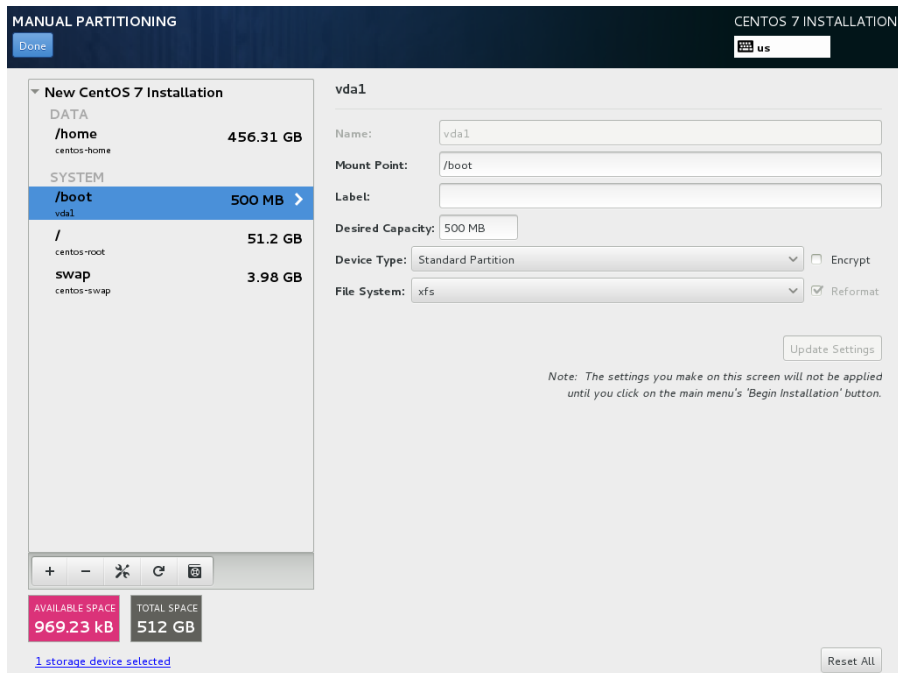 MANUAL PARTITIONING
CENTOS 7 INSTALLATION
Done
us
New CentOS 7 Installation
DATA
/home
456.31 GB
centos-home
SYSTEM
/boot
500 MB
vda1
/
51.2 GB
centos-root
swap
3.98 GB
centos-swap
AVAILABLE SPACE
969.23 kB
TOTAL SPACE
512 GB
1 storage device selected
vda1
Name: vda1
Mount Point: /boot
Label:
Desired Capacity: 500 MB
Device Type: Standard Partition Encrypt
File System: xfs Reformat
Update Settings
Note: The settings you make on this screen will not be applied
until you click on the main menu's 'Begin Installation' button.
Reset All